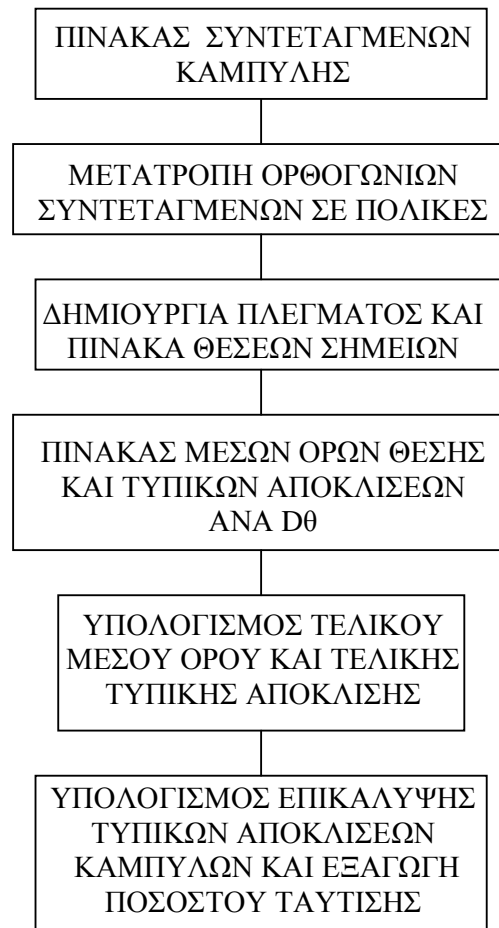 ΠΙΝΑΚΑΣ ΣΥΝΤΕΤΑΓΜΕΝΩΝ
ΚΑΜΠΥΛΗΣ
ΜΕΤΑΤΡΟΠΗ ΟΡΘΟΓΩΝΙΩΝ
ΣΥΝΤΕΤΑΓΜΕΝΩΝ ΣΕ ΠΟΛΙΚΕΣ
ΔΗΜΙΟΥΡΓΙΑ ΠΛΕΓΜΑΤΟΣ ΚΑΙ
ΠΙΝΑΚΑ ΘΕΣΕΩΝ ΣΗΜΕΙΩΝ
ΠΙΝΑΚΑΣ ΜΕΣΩΝ ΟΡΩΝ ΘΕΣΗΣ
ΚΑΙ ΤΥΠΙΚΩΝ ΑΠΟΚΛΙΣΕΩΝ
ΑΝΑ Dθ
ΥΠΟΛΟΓΙΣΜΟΣ ΤΕΛΙΚΟΥ
ΜΕΣΟΥ ΟΡΟΥ ΚΑΙ ΤΕΛΙΚΗΣ
ΤΥΠΙΚΗΣ ΑΠΟΚΛΙΣΗΣ
ΥΠΟΛΟΓΙΣΜΟΣ ΕΠΙΚΑΛΥΨΗΣ
ΤΥΠΙΚΩΝ ΑΠΟΚΛΙΣΕΩΝ
ΚΑΜΠΥΛΩΝ ΚΑΙ ΕΞΑΓΩΓΗ
ΠΟΣΟΣΤΟΥ ΤΑΥΤΙΣΗΣ